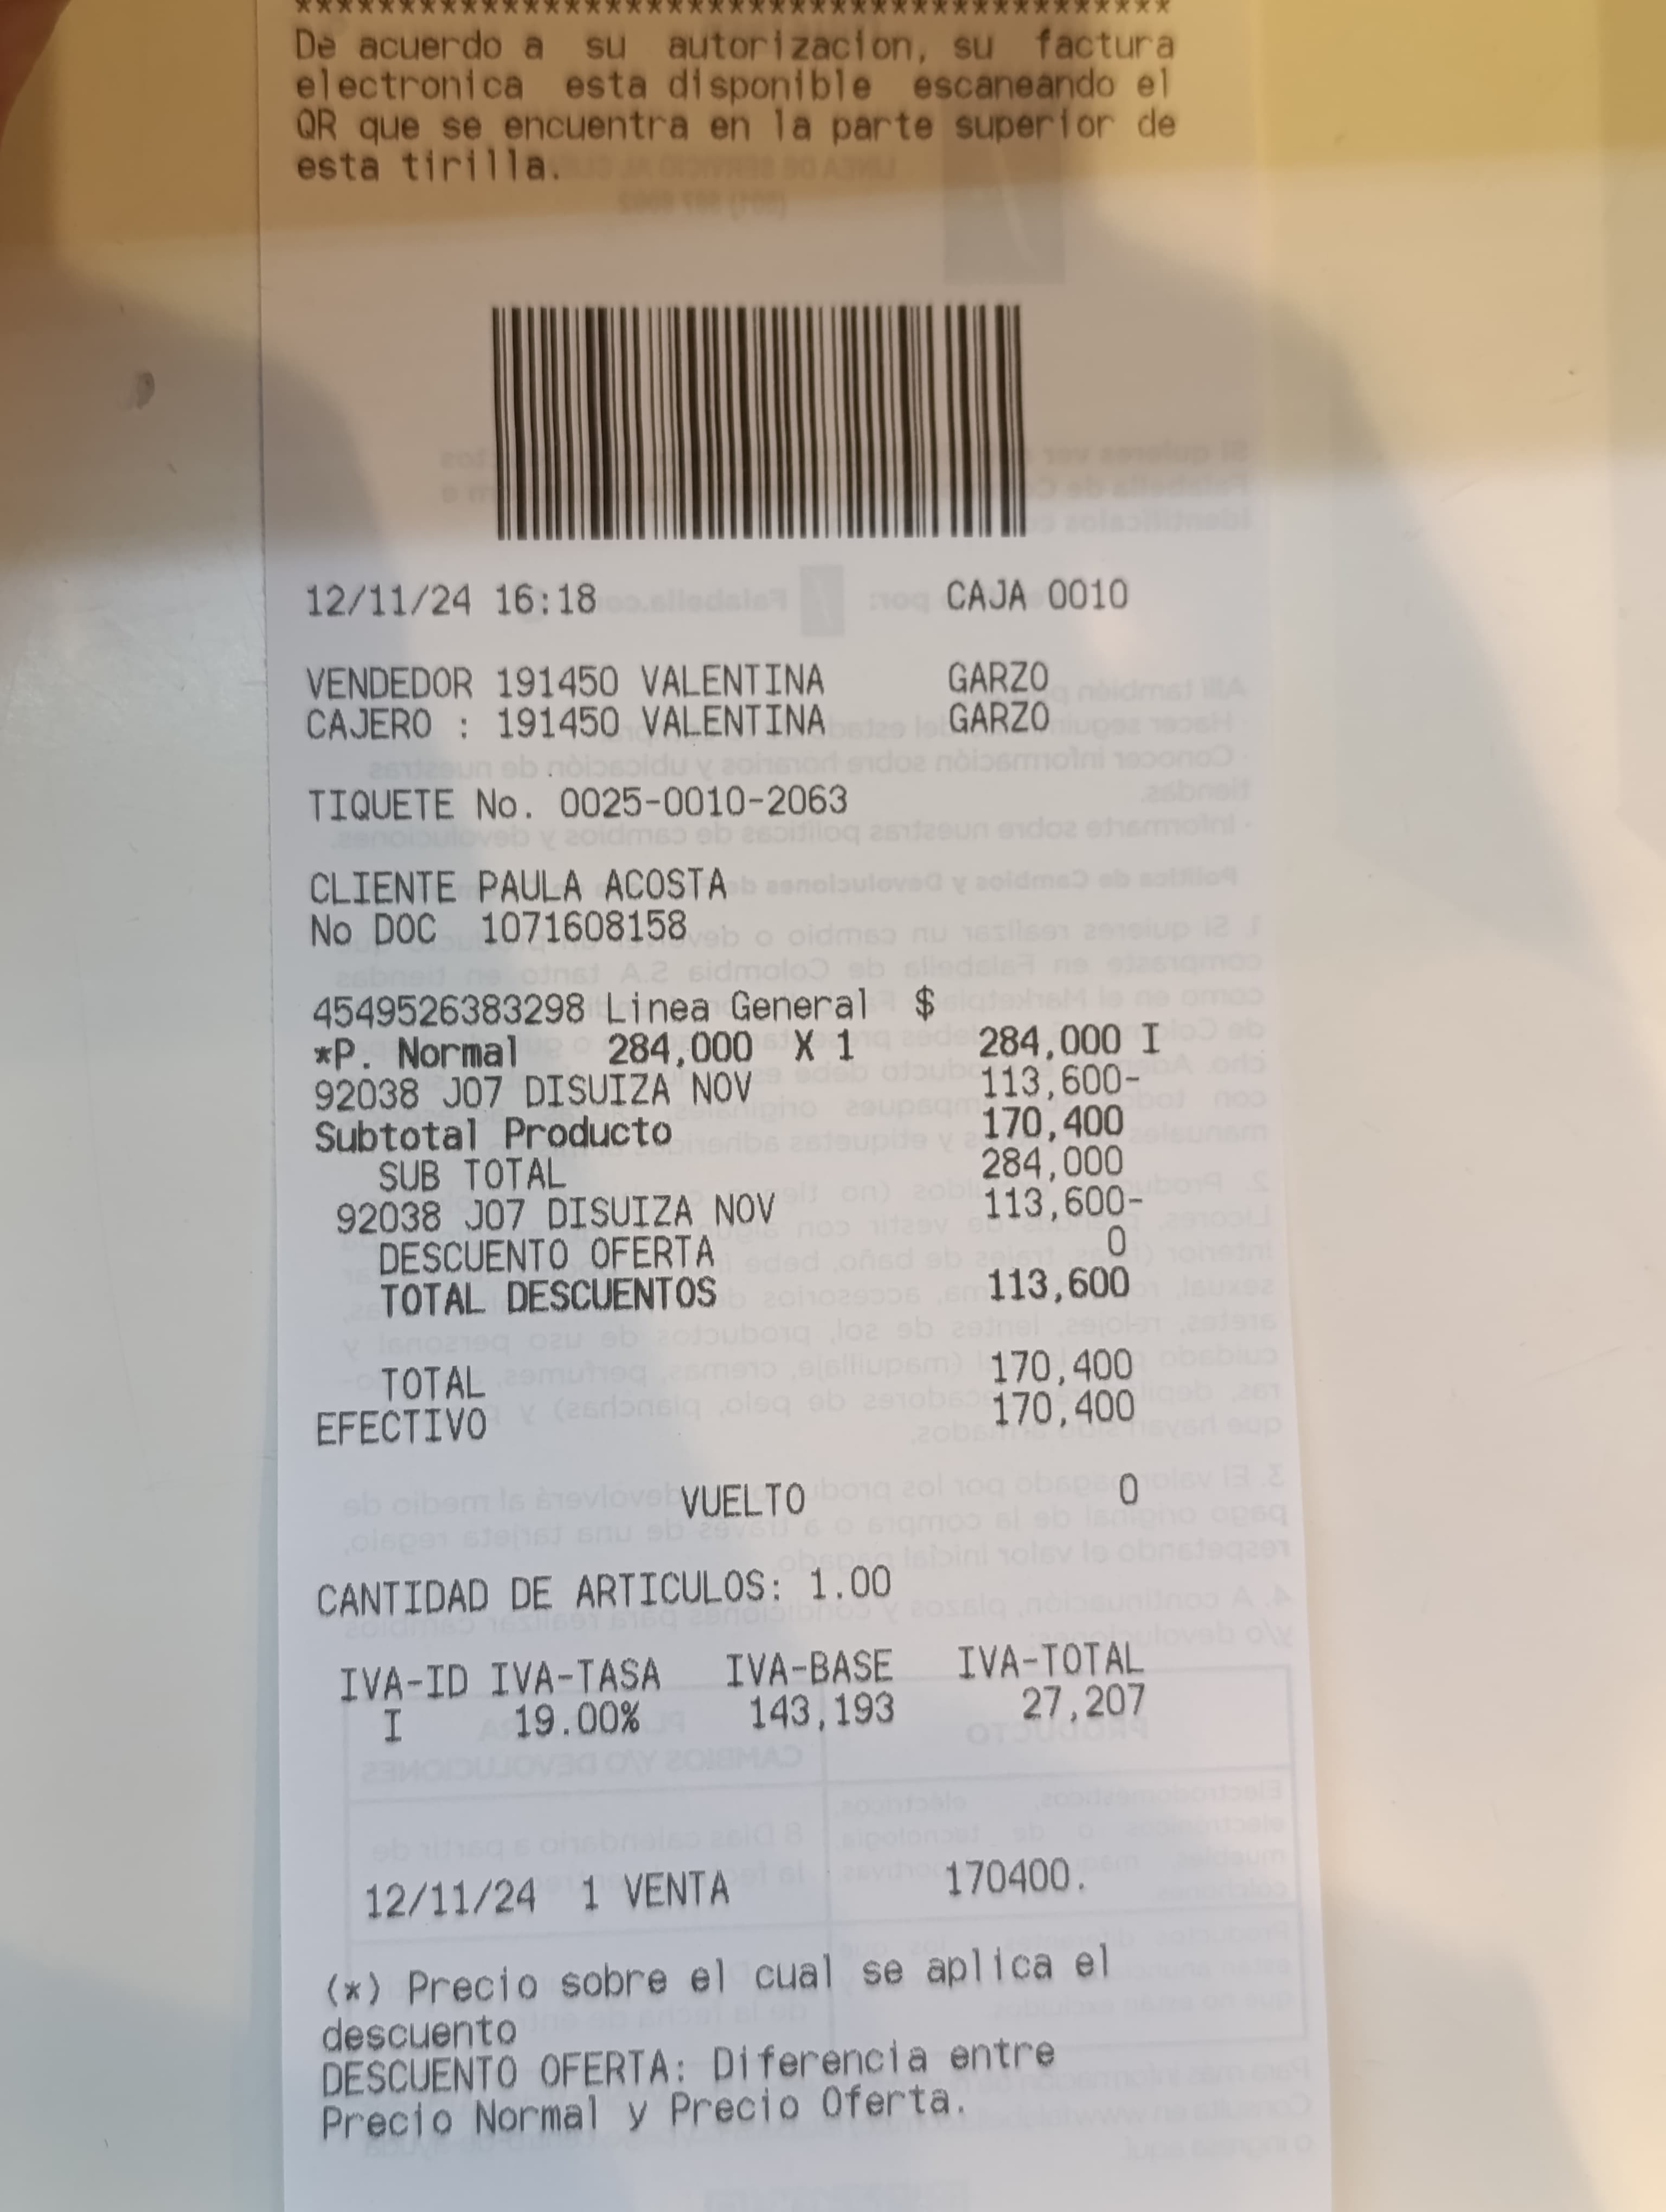 ******************************************
De acuerdo a su autorizacion, su factura
electronica esta disponible escaneando el
QR que se encuentra en la parte superior de
esta tirilla.
12/11/24 16:18 CAJA 0010
VENDEDOR 191450 VALENTINA GARZO
CAJERO : 191450 VALENTINA GARZO
TIQUETE No. 0025-0010-2063
CLIENTE PAULA ACOSTA
No DOC 1071608158
4549526383298 Linea General $
*P. Normal 284,000 X 1 284,000 I
92038 J07 DISUIZA NOV 113,600-
Subtotal Producto 170,400
SUB TOTAL 284,000
92038 J07 DISUIZA NOV 113,600-
DESCUENTO OFERTA 0
TOTAL DESCUENTOS 113,600
TOTAL 170,400
EFECTIVO 170,400
VUELTO 0
CANTIDAD DE ARTICULOS: 1.00
IVA-ID IVA-TASA IVA-BASE IVA-TOTAL
I 19.00% 143,193 27,207
12/11/24 1 VENTA 170400.
(*) Precio sobre el cual se aplica el
descuento
DESCUENTO OFERTA: Diferencia entre
Precio Normal y Precio Oferta.